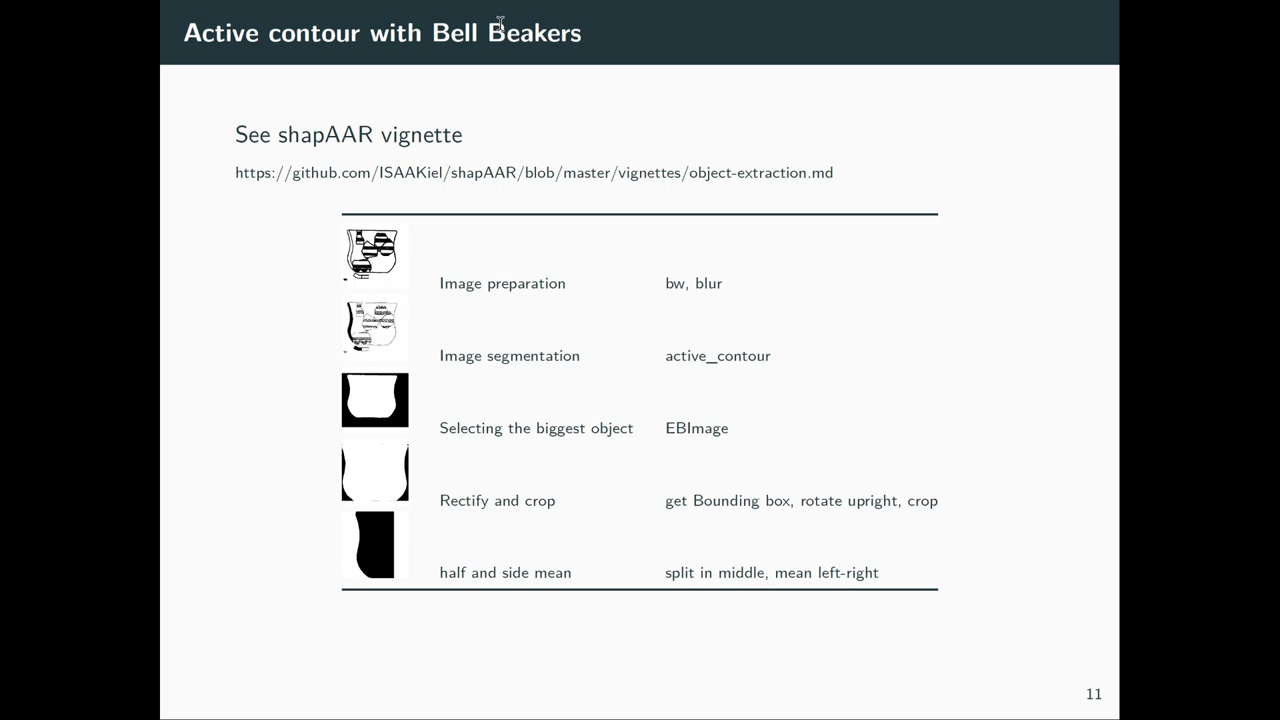 Active contour with Bell Beakers
See shapAAR vignette
https://github.com/ISAAKiel/shapAAR/blob/master/vignettes/object-extraction.md
Image preparation bw, blur
Image segmentation active_contour
Selecting the biggest object EBImage
Rectify and crop get Bounding box, rotate upright, crop
half and side mean split in middle, mean left-right
11